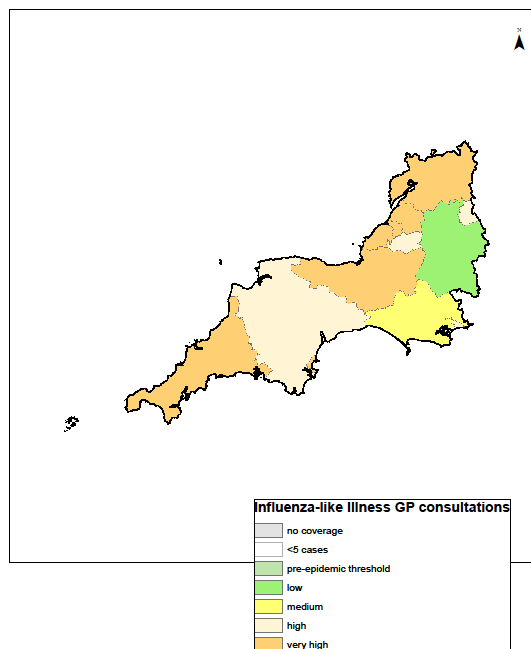 N
Influenza-like Illness GP consultations
no coverage
<5 cases
pre-epidemic threshold
low
medium
high
very high